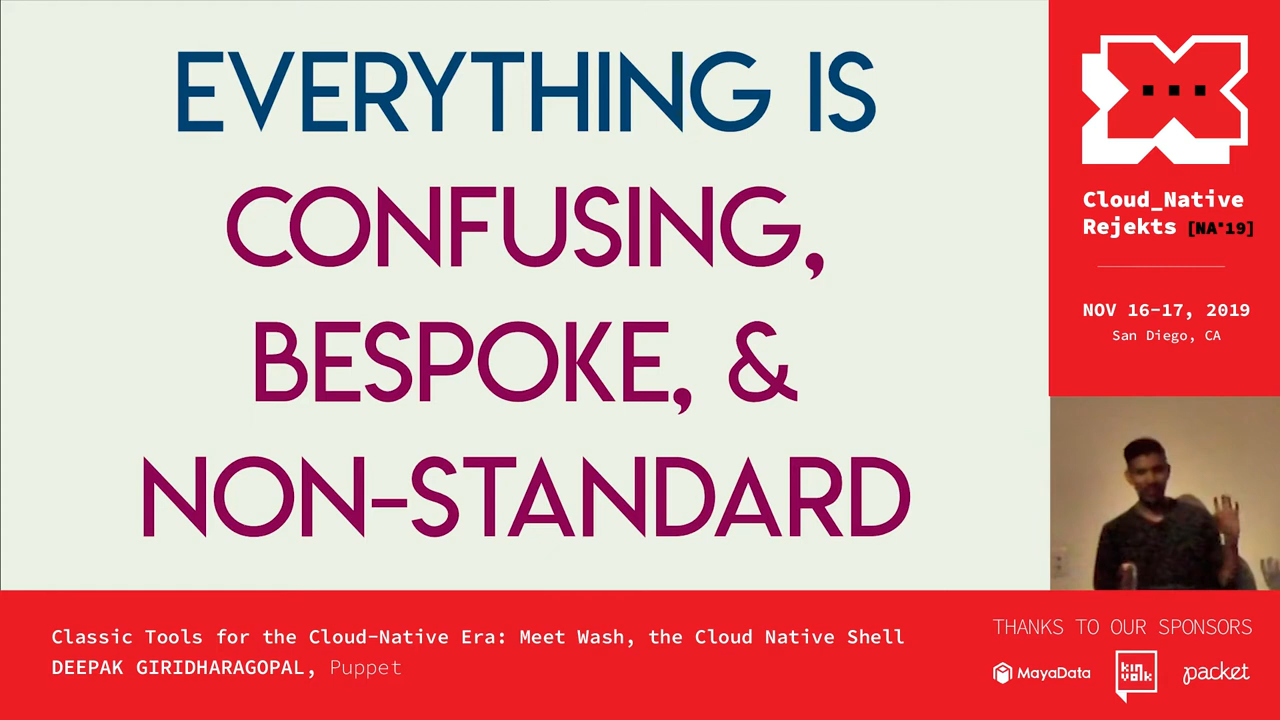 EVERYTHING IS
CONFUSING,
BESPOKE, &
NON-STANDARD
Cloud_Native
Rejekts [NA'19]
NOV 16-17, 2019
San Diego, CA
Classic Tools for the Cloud-Native Era: Meet Wash, the Cloud Native Shell
DEEPAK GIRIDHARAGOPAL, Puppet
THANKS TO OUR SPONSORS
MayaData
kinvolk
packet